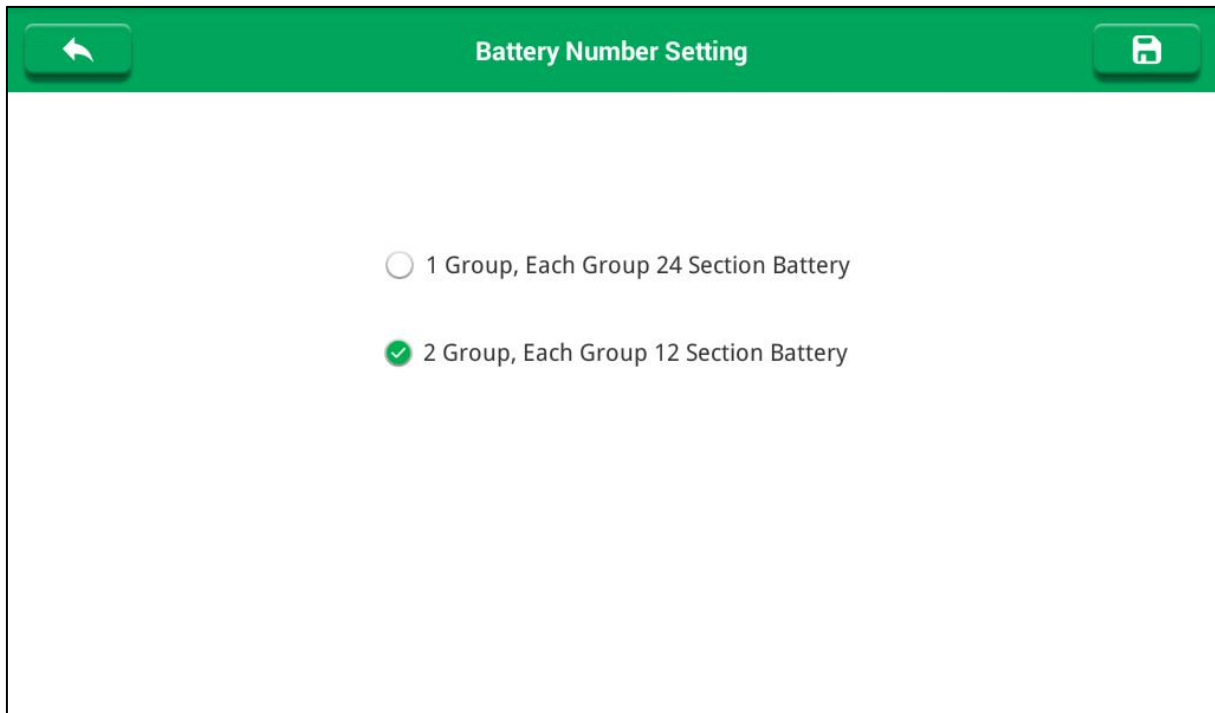 Battery Number Setting
1 Group, Each Group 24 Section Battery
2 Group, Each Group 12 Section Battery